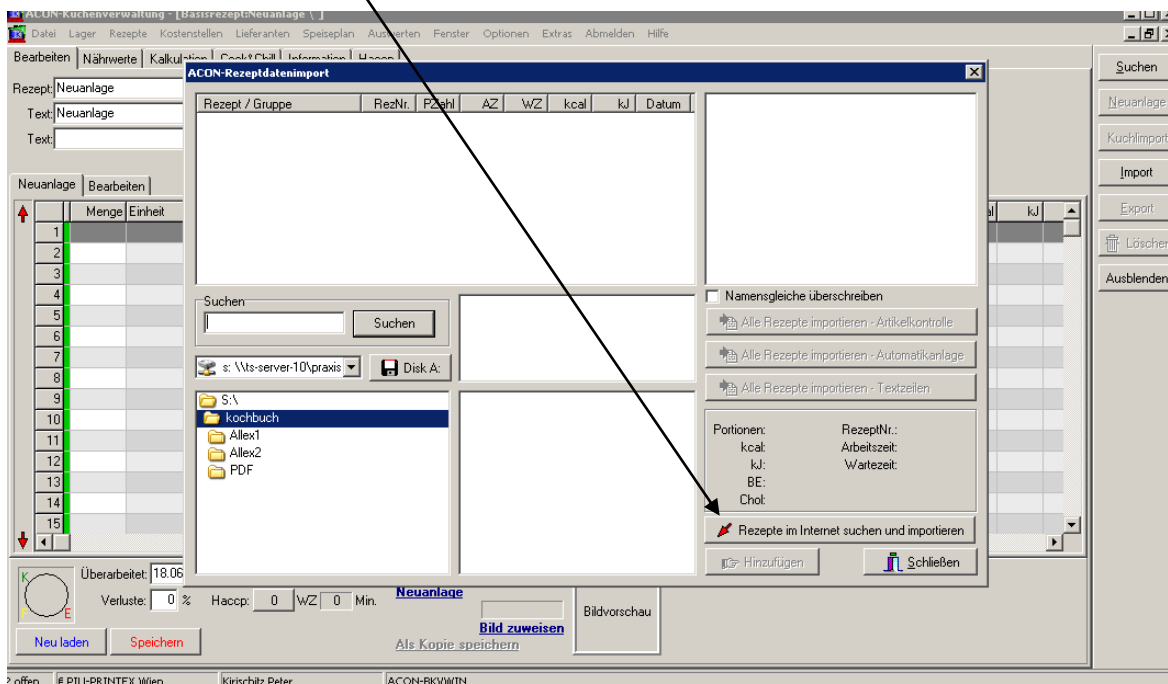 ACON-Küchenverwaltung - [Basisrezept:Neuanlage \ ]
Datei Lager Rezepte Kostenstellen Lieferanten Speiseplan Auswerten Fenster Optionen Extras Abmelden Hilfe
Bearbeiten Nährwerte Kalkulation Cook&Chill Information Haccp
Rezept: Neuanlage
Text: Neuanlage
Text:
Neuanlage Bearbeiten
Menge Einheit kJ
1
2
3
4
5
6
7
8
9
10
11
12
13
14
15
ACON-Rezeptdatenimport
Rezept / Gruppe RezNr. PZahl AZ WZ kcal kJ Datum
Suchen
Suchen
s: \\ts-server-10\praxis Disk A:
S:\
kochbuch
Allex1
Allex2
PDF
Namensgleiche überschreiben
Alle Rezepte importieren - Artikelkontrolle
Alle Rezepte importieren - Automatikanlage
Alle Rezepte importieren - Textzeilen
Portionen: RezeptNr.:
kcal: Arbeitszeit:
kJ: Wartezeit:
BE:
Chol:
Rezepte im Internet suchen und importieren
Hinzufügen Schließen
Suchen
Neuanlage
Kuchlimport
Import
Export
Löschen
Ausblenden
K
F E
Überarbeitet: 18.06
Verluste: 0 % Haccp: 0 WZ 0 Min.
Neuanlage
Bild zuweisen
Als Kopie speichern
Bildvorschau
Neu laden Speichern
offen PILI-PRINTEX Wien Kirischitz Peter ACON-BKVWIN